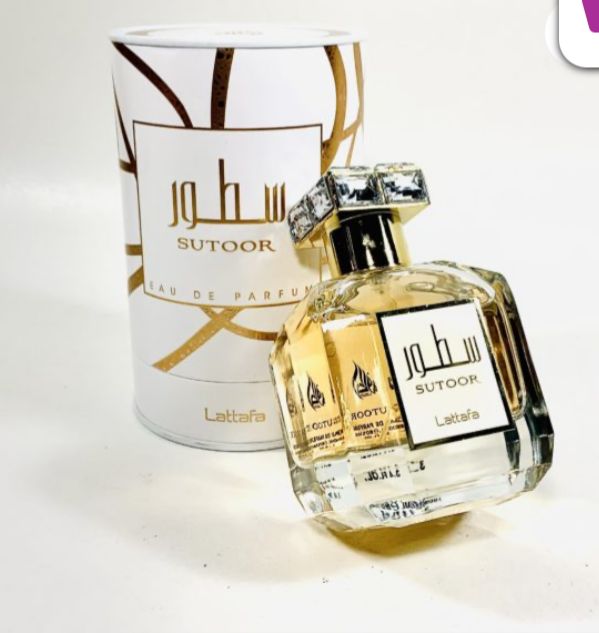 سطور
SUTOOR
EAU DE PARFUM
Lattafa
سطور
SUTOOR
Lattafa